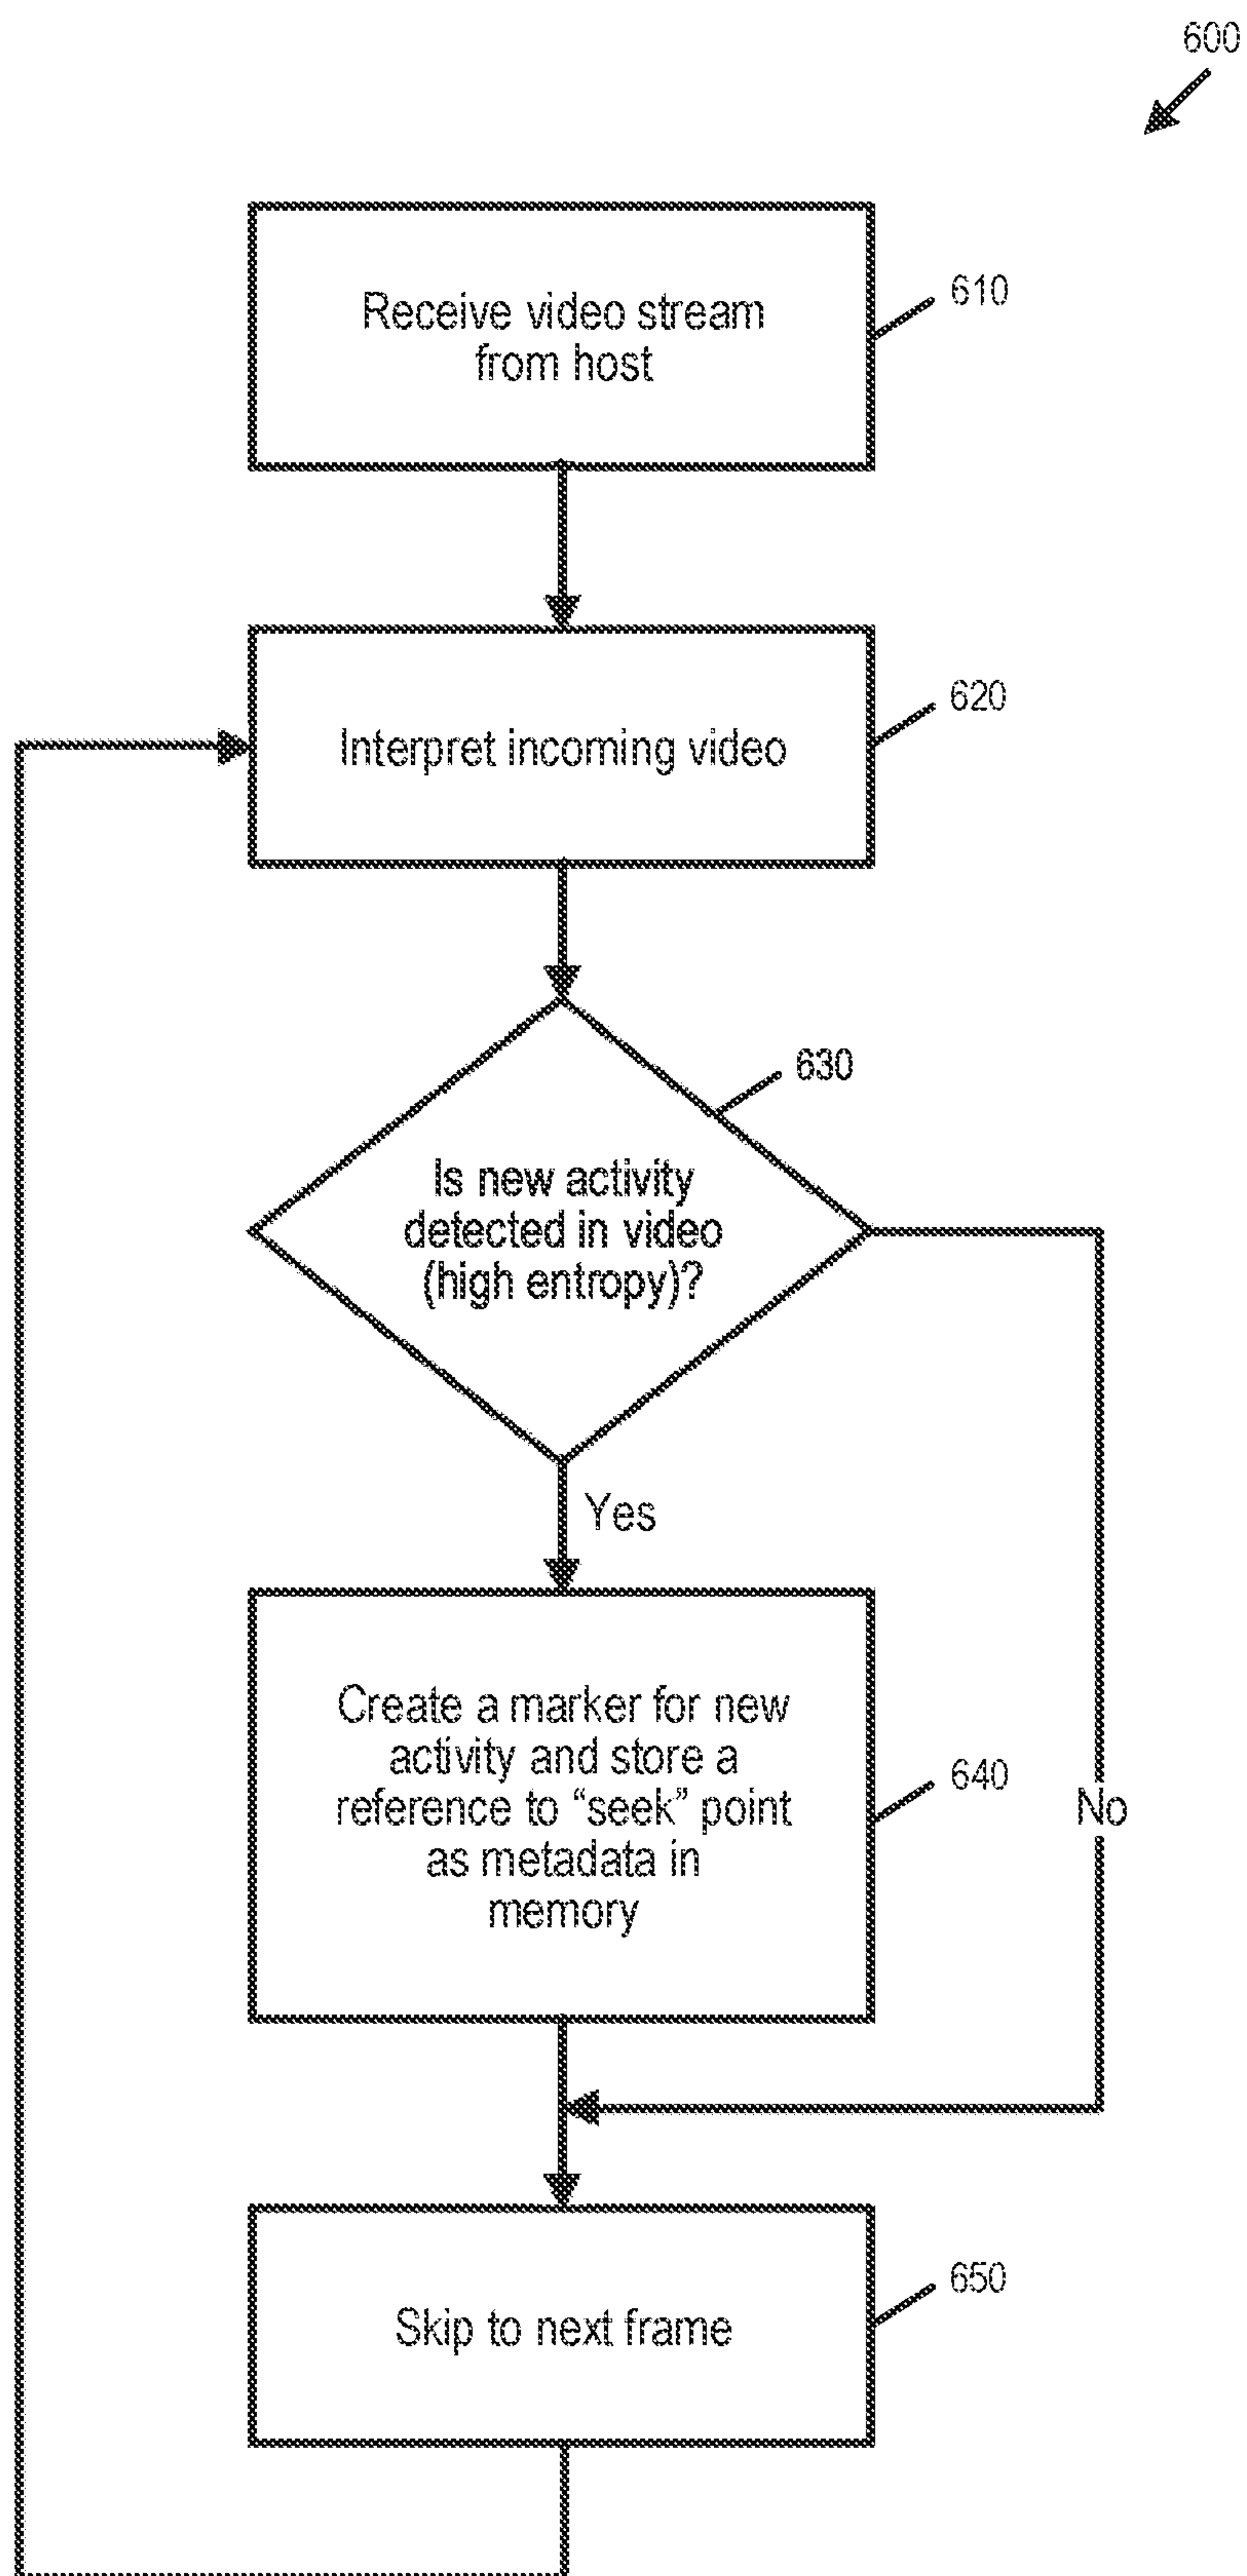 600
Receive video stream
from host
610
Interpret incoming video
620
630
Is new activity
detected in video
(high entropy)?
Yes
Create a marker for new
activity and store a
reference to “seek” point
as metadata in
memory
640
No
Skip to next frame
650